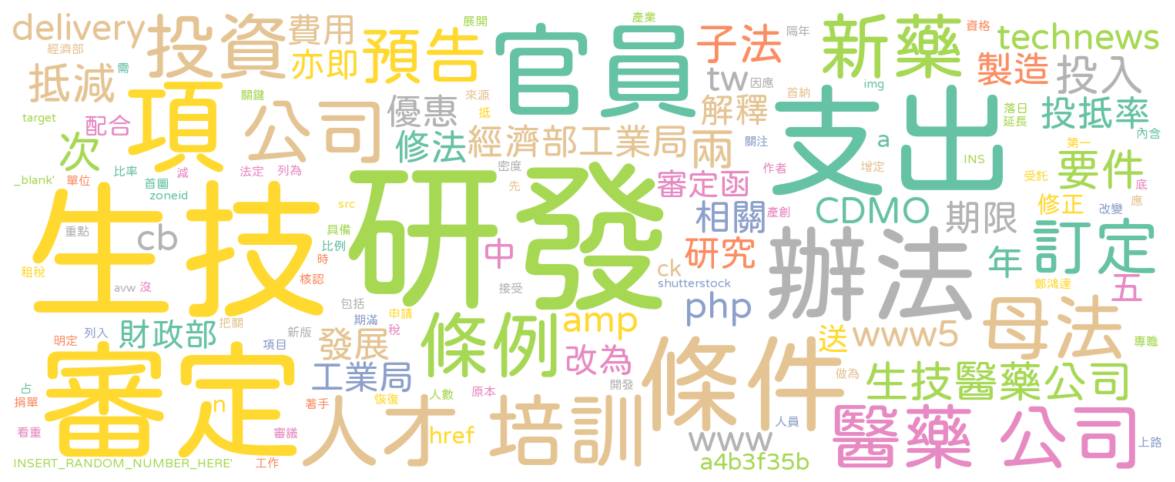 delivery
經濟部
需
投資
費用
亦即
預告
展開
官員
產業
子法
隔年
新藥
資格
technews
抵減
關鍵
項
公司
優惠
來源
抵
tw
因應
首納
img
製造
投入
解釋
支出
落日
延長
投抵率
內含
target
配合
次
修法
經濟部工業局
兩
關注
a
INS
第一
_blank'
單位
比率
減
法定
列為
密度
先
作者
增定
要件
首圖
zoneid
生技
研發
審定函
受託
底
修正
應
改變
src
相關
產創
CDMO
期限
訂定
重點
cb
具備
比例
中
研究
辦法
年
租稅
時
核認
ck
shutterstock
鄭鴻達
五
avw
沒
接受
包括
php
母法
把關
期滿
申請
稅
條例
amp
列入
財政部
新版
發展
改為
送
www5
上路
專職
明定
項目
工業局
開發
條件
做為
生技醫藥公司
占
捐單
審定
n
著手
恢復
人數
原本
人才 培訓
人員
醫藥 公司
看重
審議
href
www
INSERT_RANDOM_NUMBER_HERE'
工作
a4b3f35b